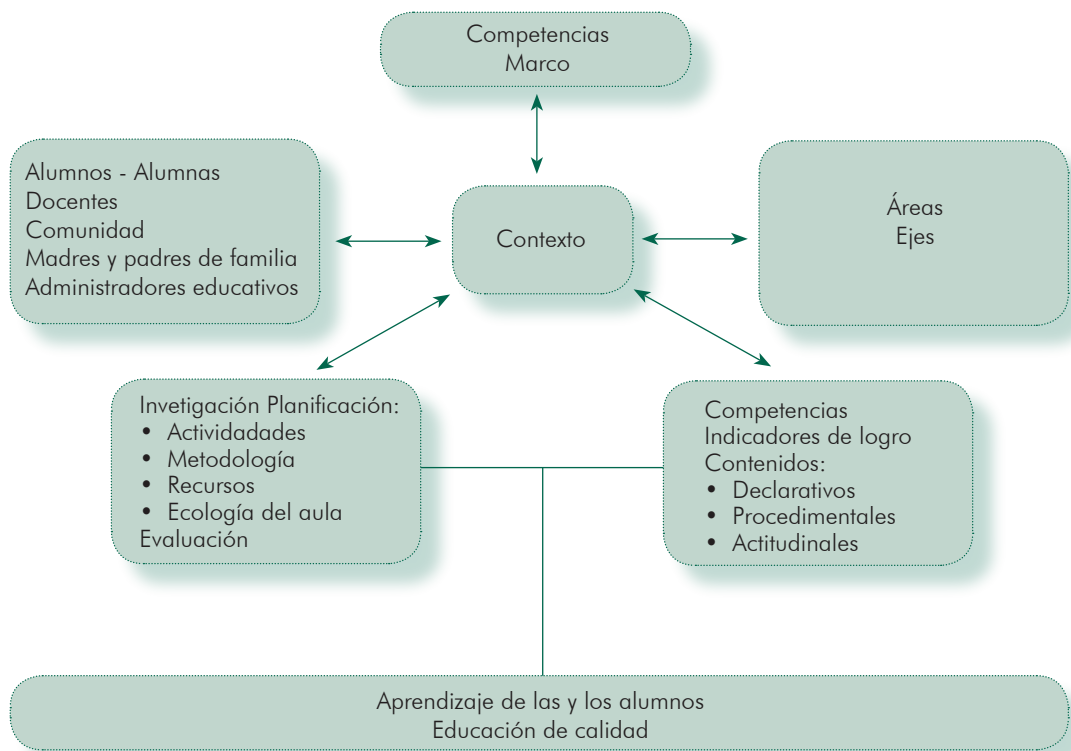 Competencias
Marco
Alumnos - Alumnas
Docentes
Comunidad
Madres y padres de familia
Administradores educativos
Contexto
Áreas
Ejes
Invetigación Planificación:
• Actividadades
• Metodología
• Recursos
• Ecología del aula
Evaluación
Competencias
Indicadores de logro
Contenidos:
• Declarativos
• Procedimentales
• Actitudinales
Aprendizaje de las y los alumnos
Educación de calidad